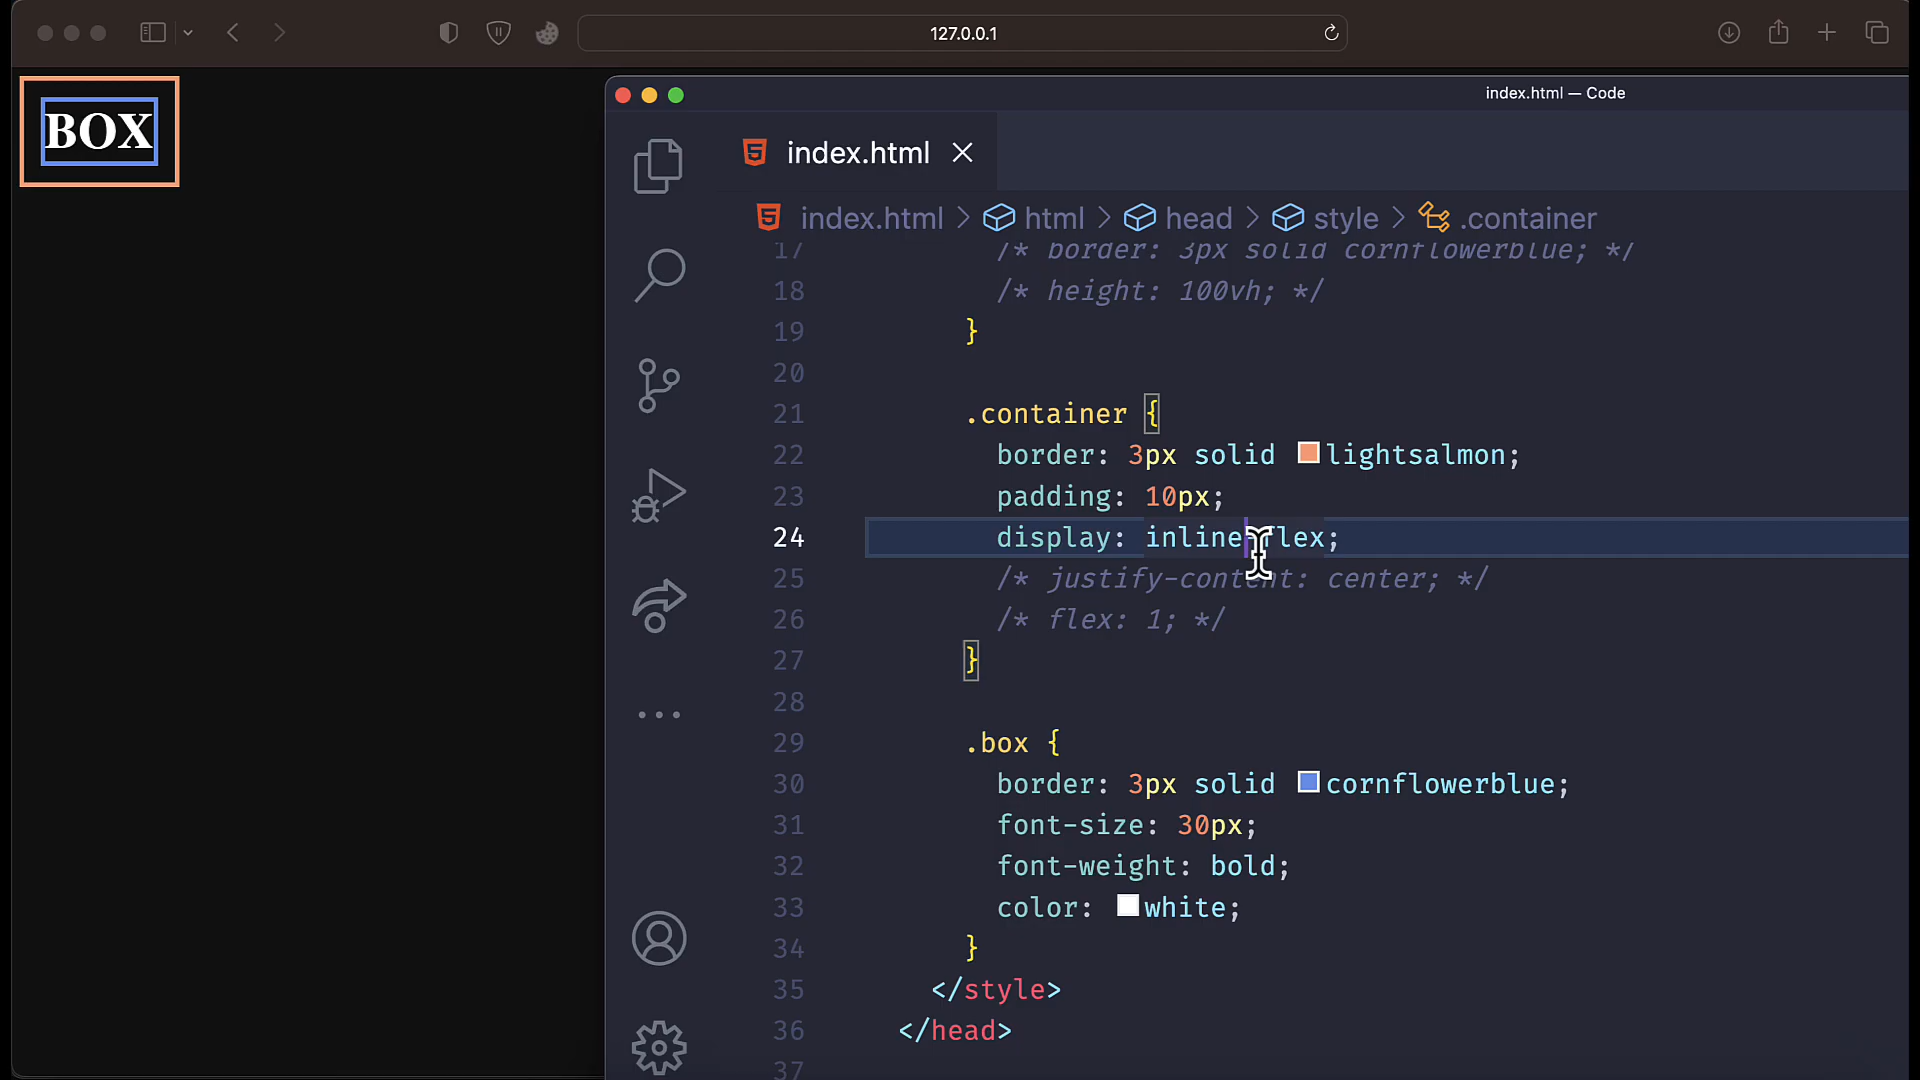 127.0.0.1
BOX
index.html — Code
index.html
index.html > html > head > style > .container
17 /* border: 3px solid cornflowerblue; */
18 /* height: 100vh; */
19 }
20
21 .container {
22 border: 3px solid lightsalmon;
23 padding: 10px;
24 display: inline-flex;
25 /* justify-content: center; */
26 /* flex: 1; */
27 }
28
29 .box {
30 border: 3px solid cornflowerblue;
31 font-size: 30px;
32 font-weight: bold;
33 color: white;
34 }
35 </style>
36 </head>
37